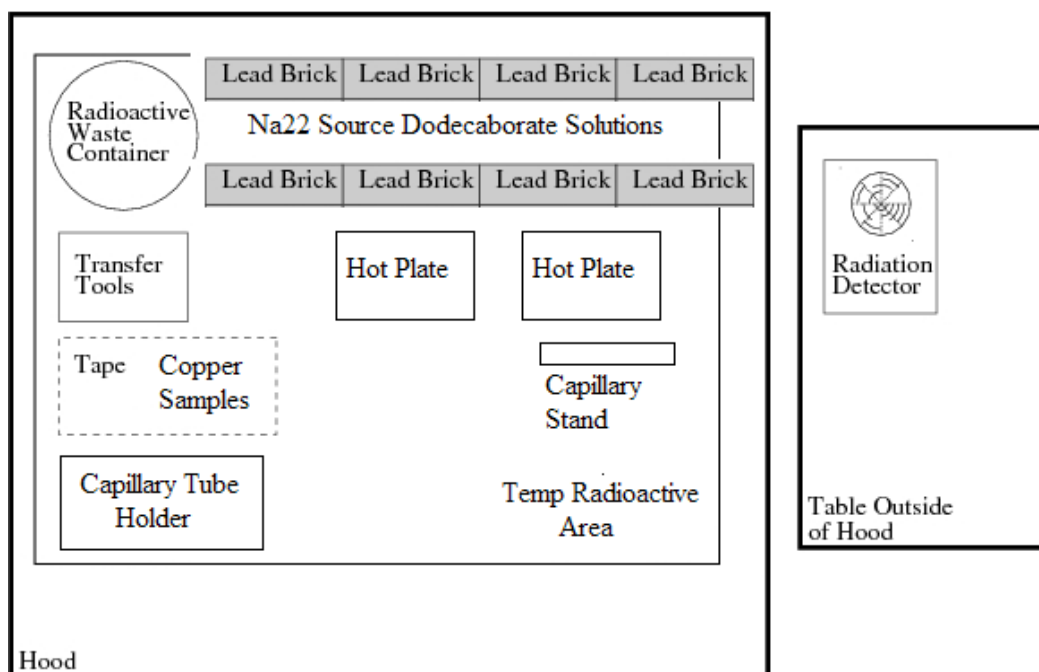 Lead Brick Lead Brick Lead Brick Lead Brick
Radioactive
Waste
Container
Na22 Source Dodecaborate Solutions
Lead Brick Lead Brick Lead Brick Lead Brick
Transfer
Tools
Hot Plate
Hot Plate
Radiation
Detector
Tape
Copper
Samples
Capillary
Stand
Capillary Tube
Holder
Temp Radioactive
Area
Table Outside
of Hood
Hood